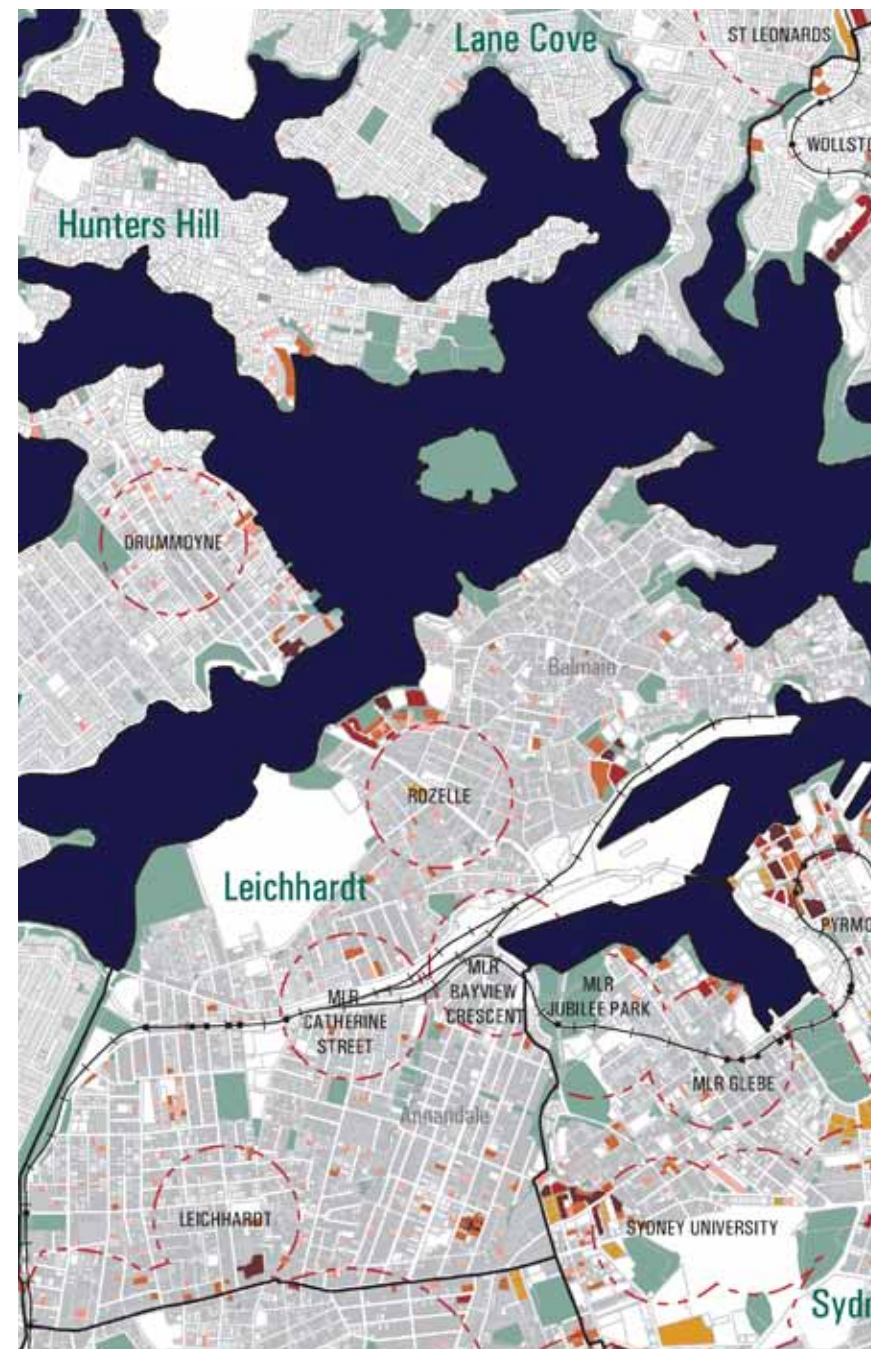 Lane Cove
ST LEONARDS
WOLLST
Hunters Hill
DRUMMOYNE
Balmain
ROZELLE
Leichhardt
PYRMO
MLR
BAYVIEW
CRESCENT
MLR
JUBILEE PARK
MLR
CATHERINE
STREET
MLR GLEBE
Annandale
LEICHHARDT
SYDNEY UNIVERSITY
Sydn